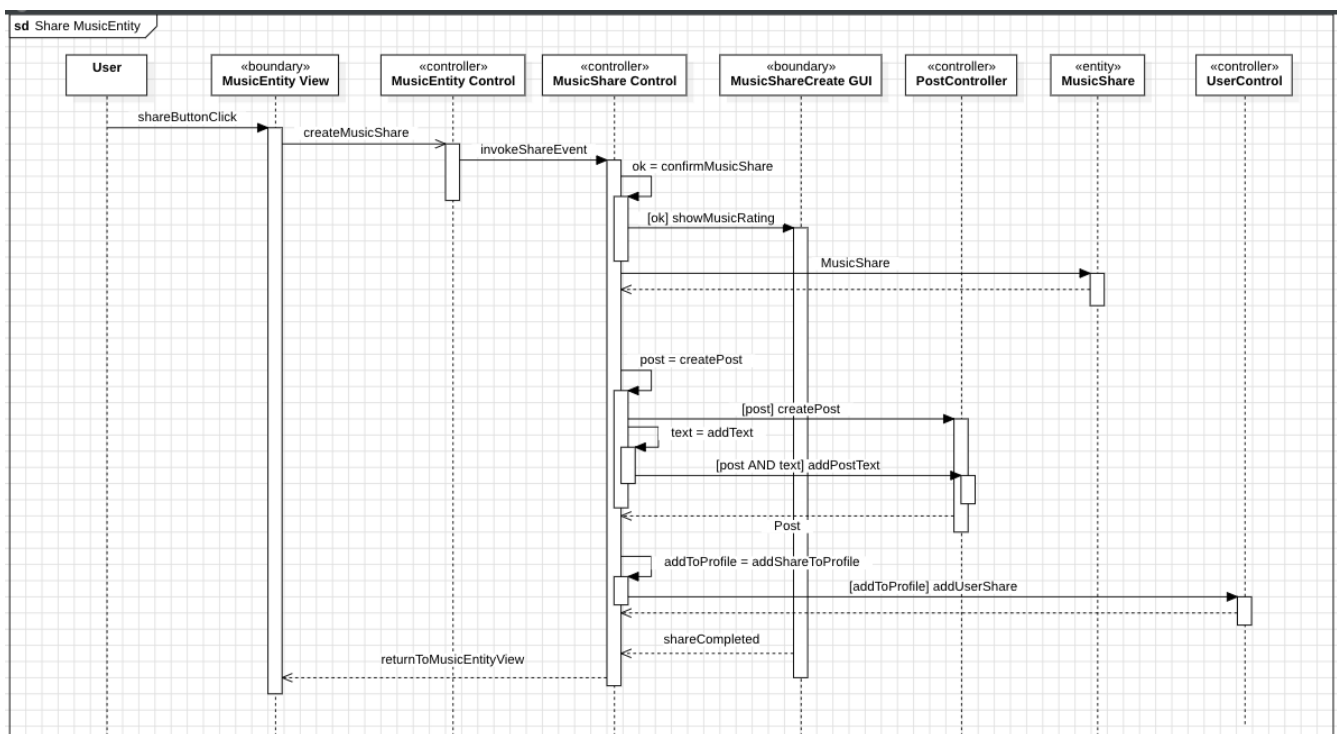 sd Share MusicEntity
User
«boundary»
MusicEntity View
«controller»
MusicEntity Control
«controller»
MusicShare Control
«boundary»
MusicShareCreate GUI
«controller»
PostController
«entity»
MusicShare
«controller»
UserControl
shareButtonClick
createMusicShare
invokeShareEvent
ok = confirmMusicShare
[ok] showMusicRating
MusicShare
post = createPost
[post] createPost
text = addText
[post AND text] addPostText
Post
addToProfile = addShareToProfile
[addToProfile] addUserShare
shareCompleted
returnToMusicEntityView